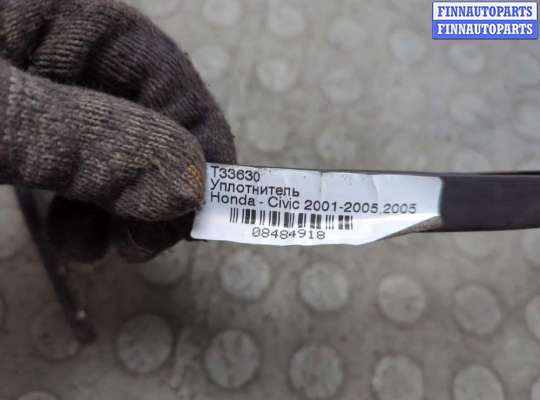 FINNAUTOPARTS
FINNAUTOPARTS
T33630
Уплотнитель
Honda - Civic 2001-2005,2005
08484918